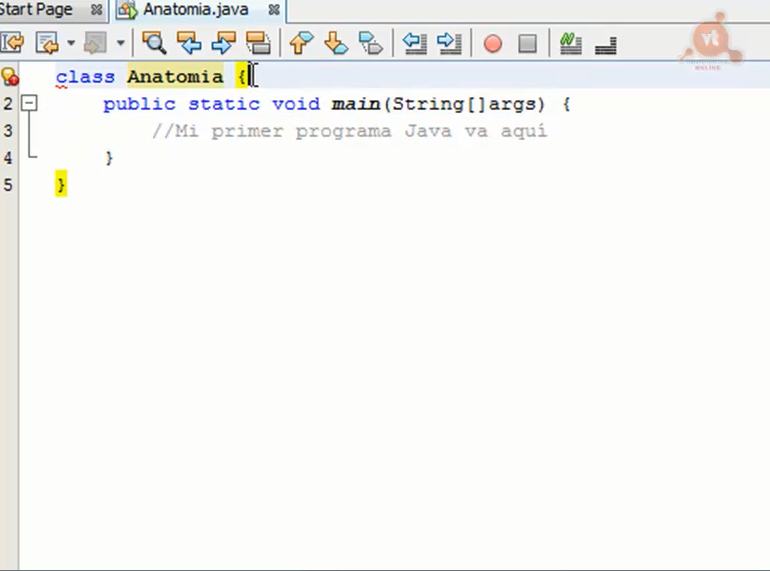 Start Page
Anatomia.java
vt
ONLINE
class Anatomia {
2 public static void main(String[]args) {
3 //Mi primer programa Java va aquí
4 }
5 }